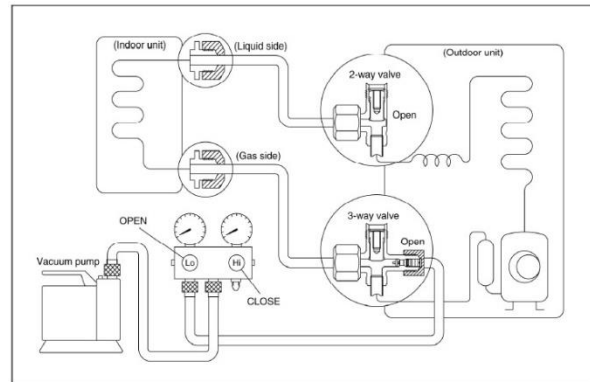 (Indoor unit)
(Liquid side)
(Outdoor unit)
2-way valve
Open
(Gas side)
3-way valve
Open
OPEN
Lo
Hi
CLOSE
Vacuum pump